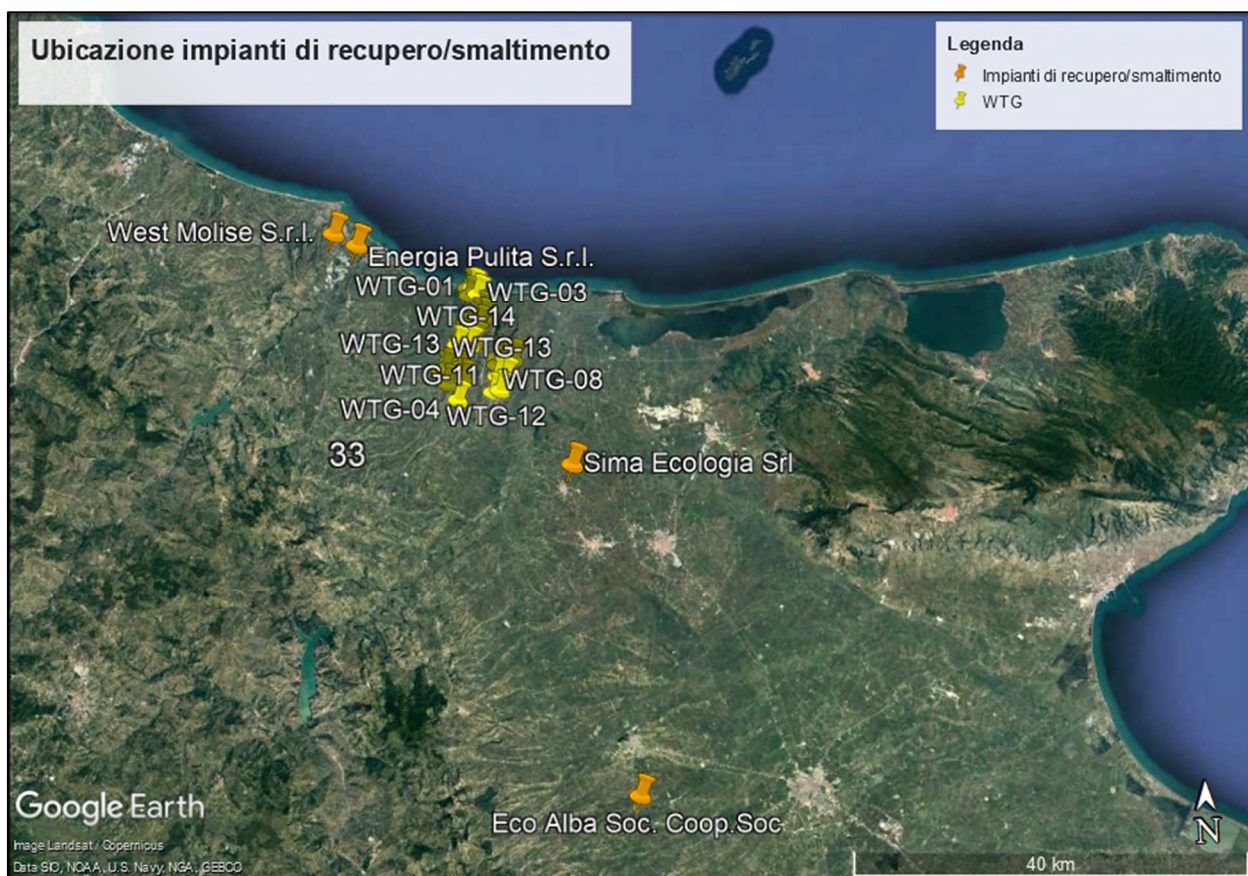 Ubicazione impianti di recupero/smaltimento
Legenda
Impianti di recupero/smaltimento
WTG
West Molise S.r.l.
Energia Pulita S.r.l.
WTG-01
WTG-03
WTG-14
WTG-13
WTG-13
WTG-11
WTG-08
WTG-04
WTG-12
33
Sima Ecologia Srl
Eco Alba Soc. Coop.Soc
Google Earth
Image Landsat / Copernicus
Data SIO, NOAA, U.S. Navy, NGA, GEBCO
N
40 km